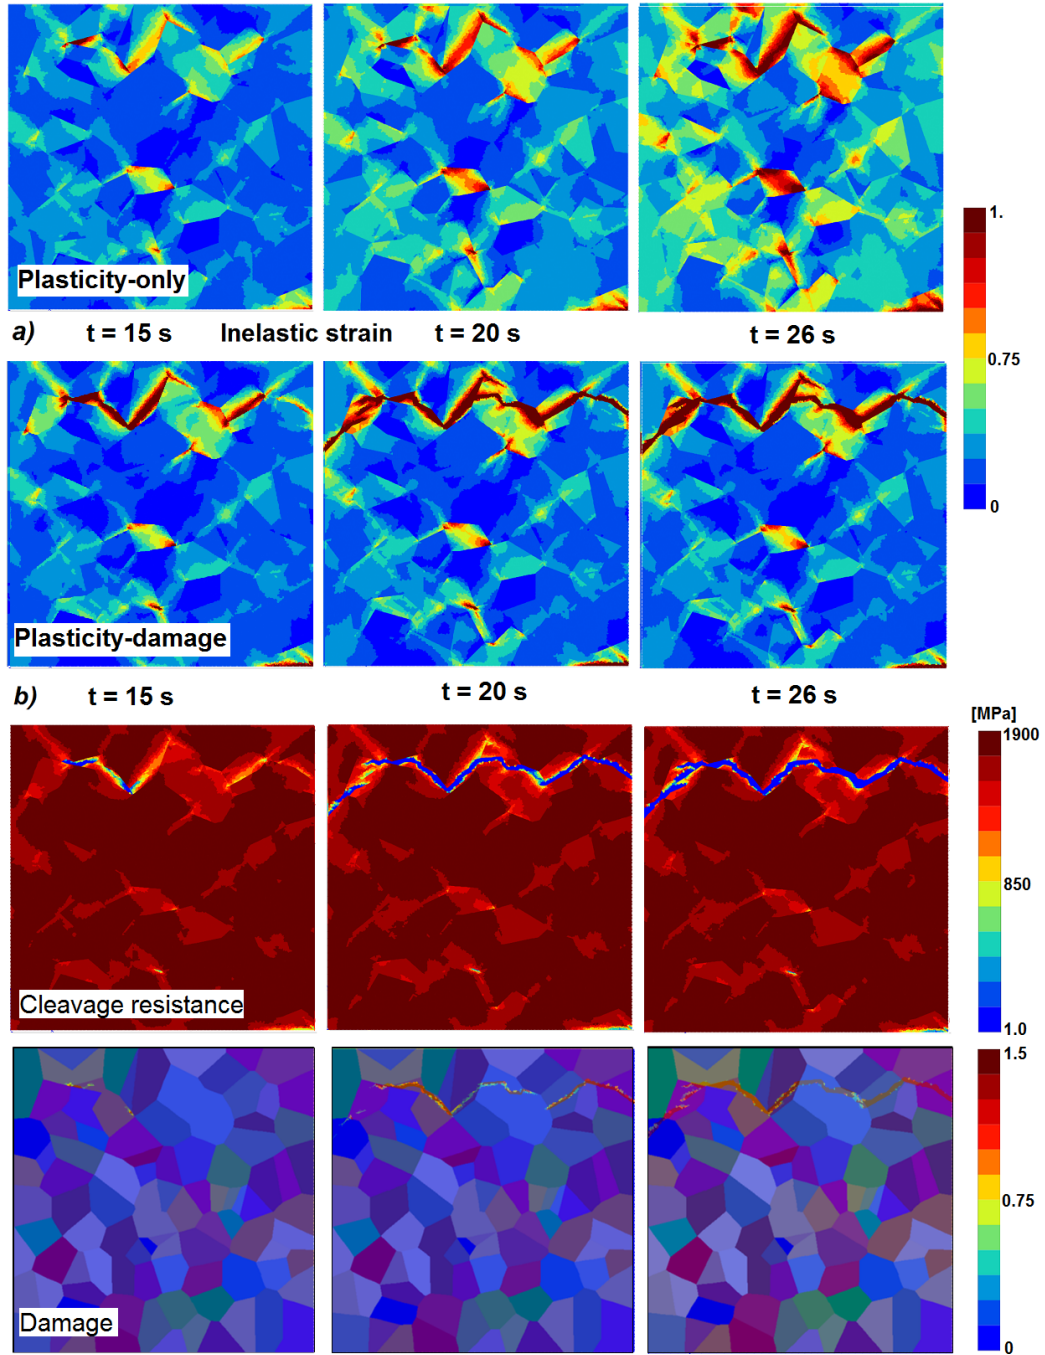 Plasticity-only
a) t = 15 s Inelastic strain t = 20 s t = 26 s
1.
0.75
0
Plasticity-damage
b) t = 15 s t = 20 s t = 26 s
[MPa]
1900
850
1.0
Cleavage resistance
1.5
0.75
0
Damage